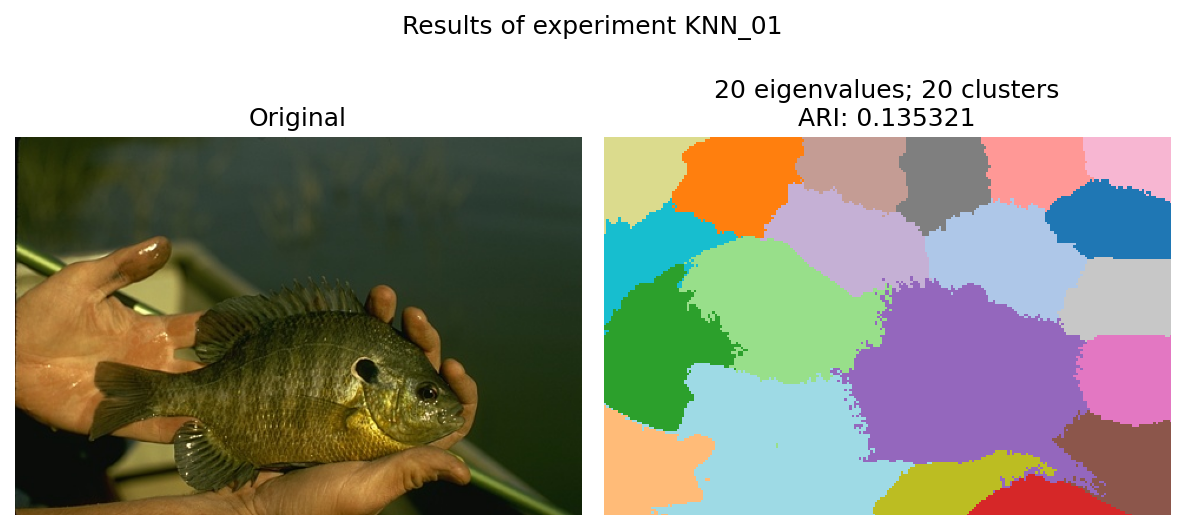 Results of experiment KNN_01
Original
20 eigenvalues; 20 clusters
ARI: 0.135321